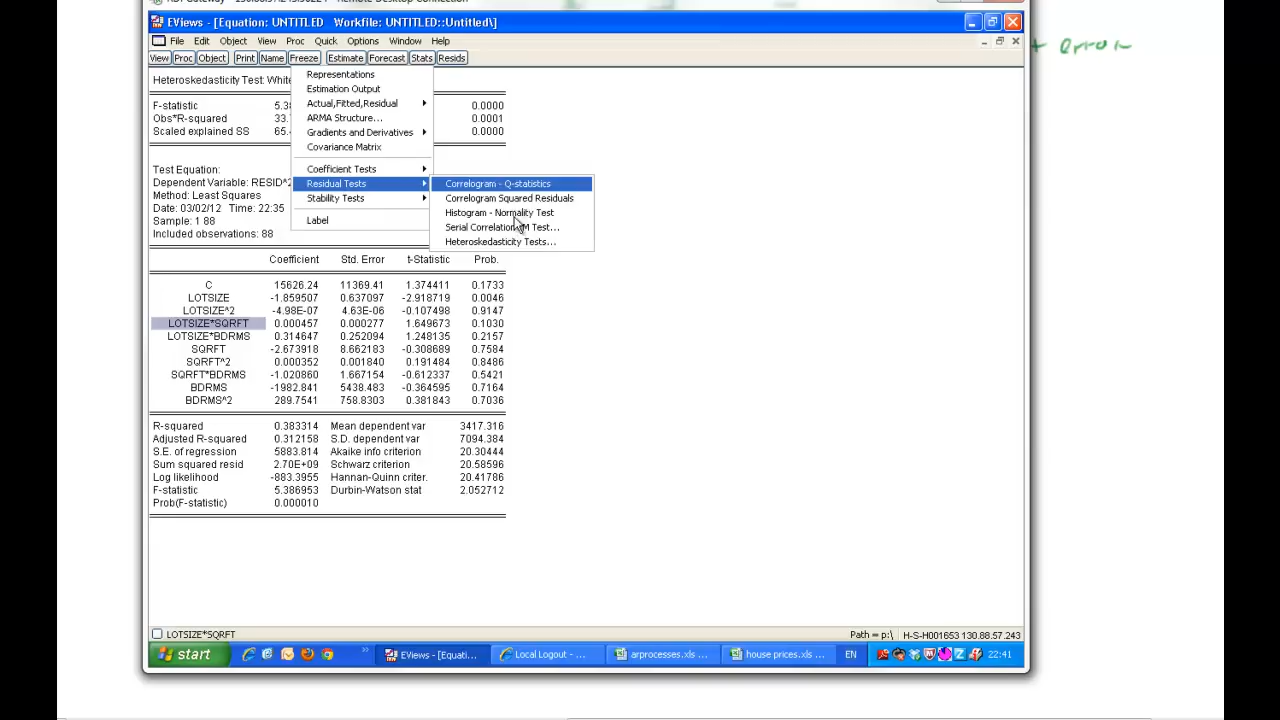 EViews - [Equation: UNTITLED Workfile: UNTITLED::Untitled\]
+ error
File Edit Object View Proc Quick Options Window Help
View Proc Object Print Name Freeze Estimate Forecast Stats Resids
Heteroskedasticity Test: White
F-statistic 5.38 0.0000
Obs*R-squared 33.7 0.0001
Scaled explained SS 65. 0.0000
Test Equation:
Dependent Variable: RESID^2
Method: Least Squares
Date: 03/02/12 Time: 22:35
Sample: 1 88
Included observations: 88
Representations
Estimation Output
Actual,Fitted,Residual
ARMA Structure...
Gradients and Derivatives
Covariance Matrix
Coefficient Tests
Residual Tests
Stability Tests
Label
Correlogram - Q-statistics
Correlogram Squared Residuals
Histogram - Normality Test
Serial Correlation LM Test...
Heteroskedasticity Tests...
Coefficient Std. Error t-Statistic Prob.
C 15626.24 11369.41 1.374411 0.1733
LOTSIZE -1.859507 0.637097 -2.918719 0.0046
LOTSIZE^2 -4.98E-07 4.63E-06 -0.107498 0.9147
LOTSIZE*SQRFT 0.000457 0.000277 1.649673 0.1030
LOTSIZE*BDRMS 0.314647 0.252094 1.248135 0.2157
SQRFT -2.673918 8.662183 -0.308689 0.7584
SQRFT^2 0.000352 0.001840 0.191484 0.8486
SQRFT*BDRMS -1.020860 1.667154 -0.612337 0.5421
BDRMS -1982.841 5438.483 -0.364595 0.7164
BDRMS^2 289.7541 758.8303 0.381843 0.7036
R-squared 0.383314 Mean dependent var 3417.316
Adjusted R-squared 0.312158 S.D. dependent var 7094.384
S.E. of regression 5883.814 Akaike info criterion 20.30444
Sum squared resid 2.70E+09 Schwarz criterion 20.58596
Log likelihood -883.3955 Hannan-Quinn criter. 20.41786
F-statistic 5.386953 Durbin-Watson stat 2.052712
Prob(F-statistic) 0.000010
LOTSIZE*SQRFT Path = p:\ H-S-H001653 130.88.57.243
start EViews - [Equati... Local Logout - ... arprocesses.xls ... house prices.xls ... EN 22:41